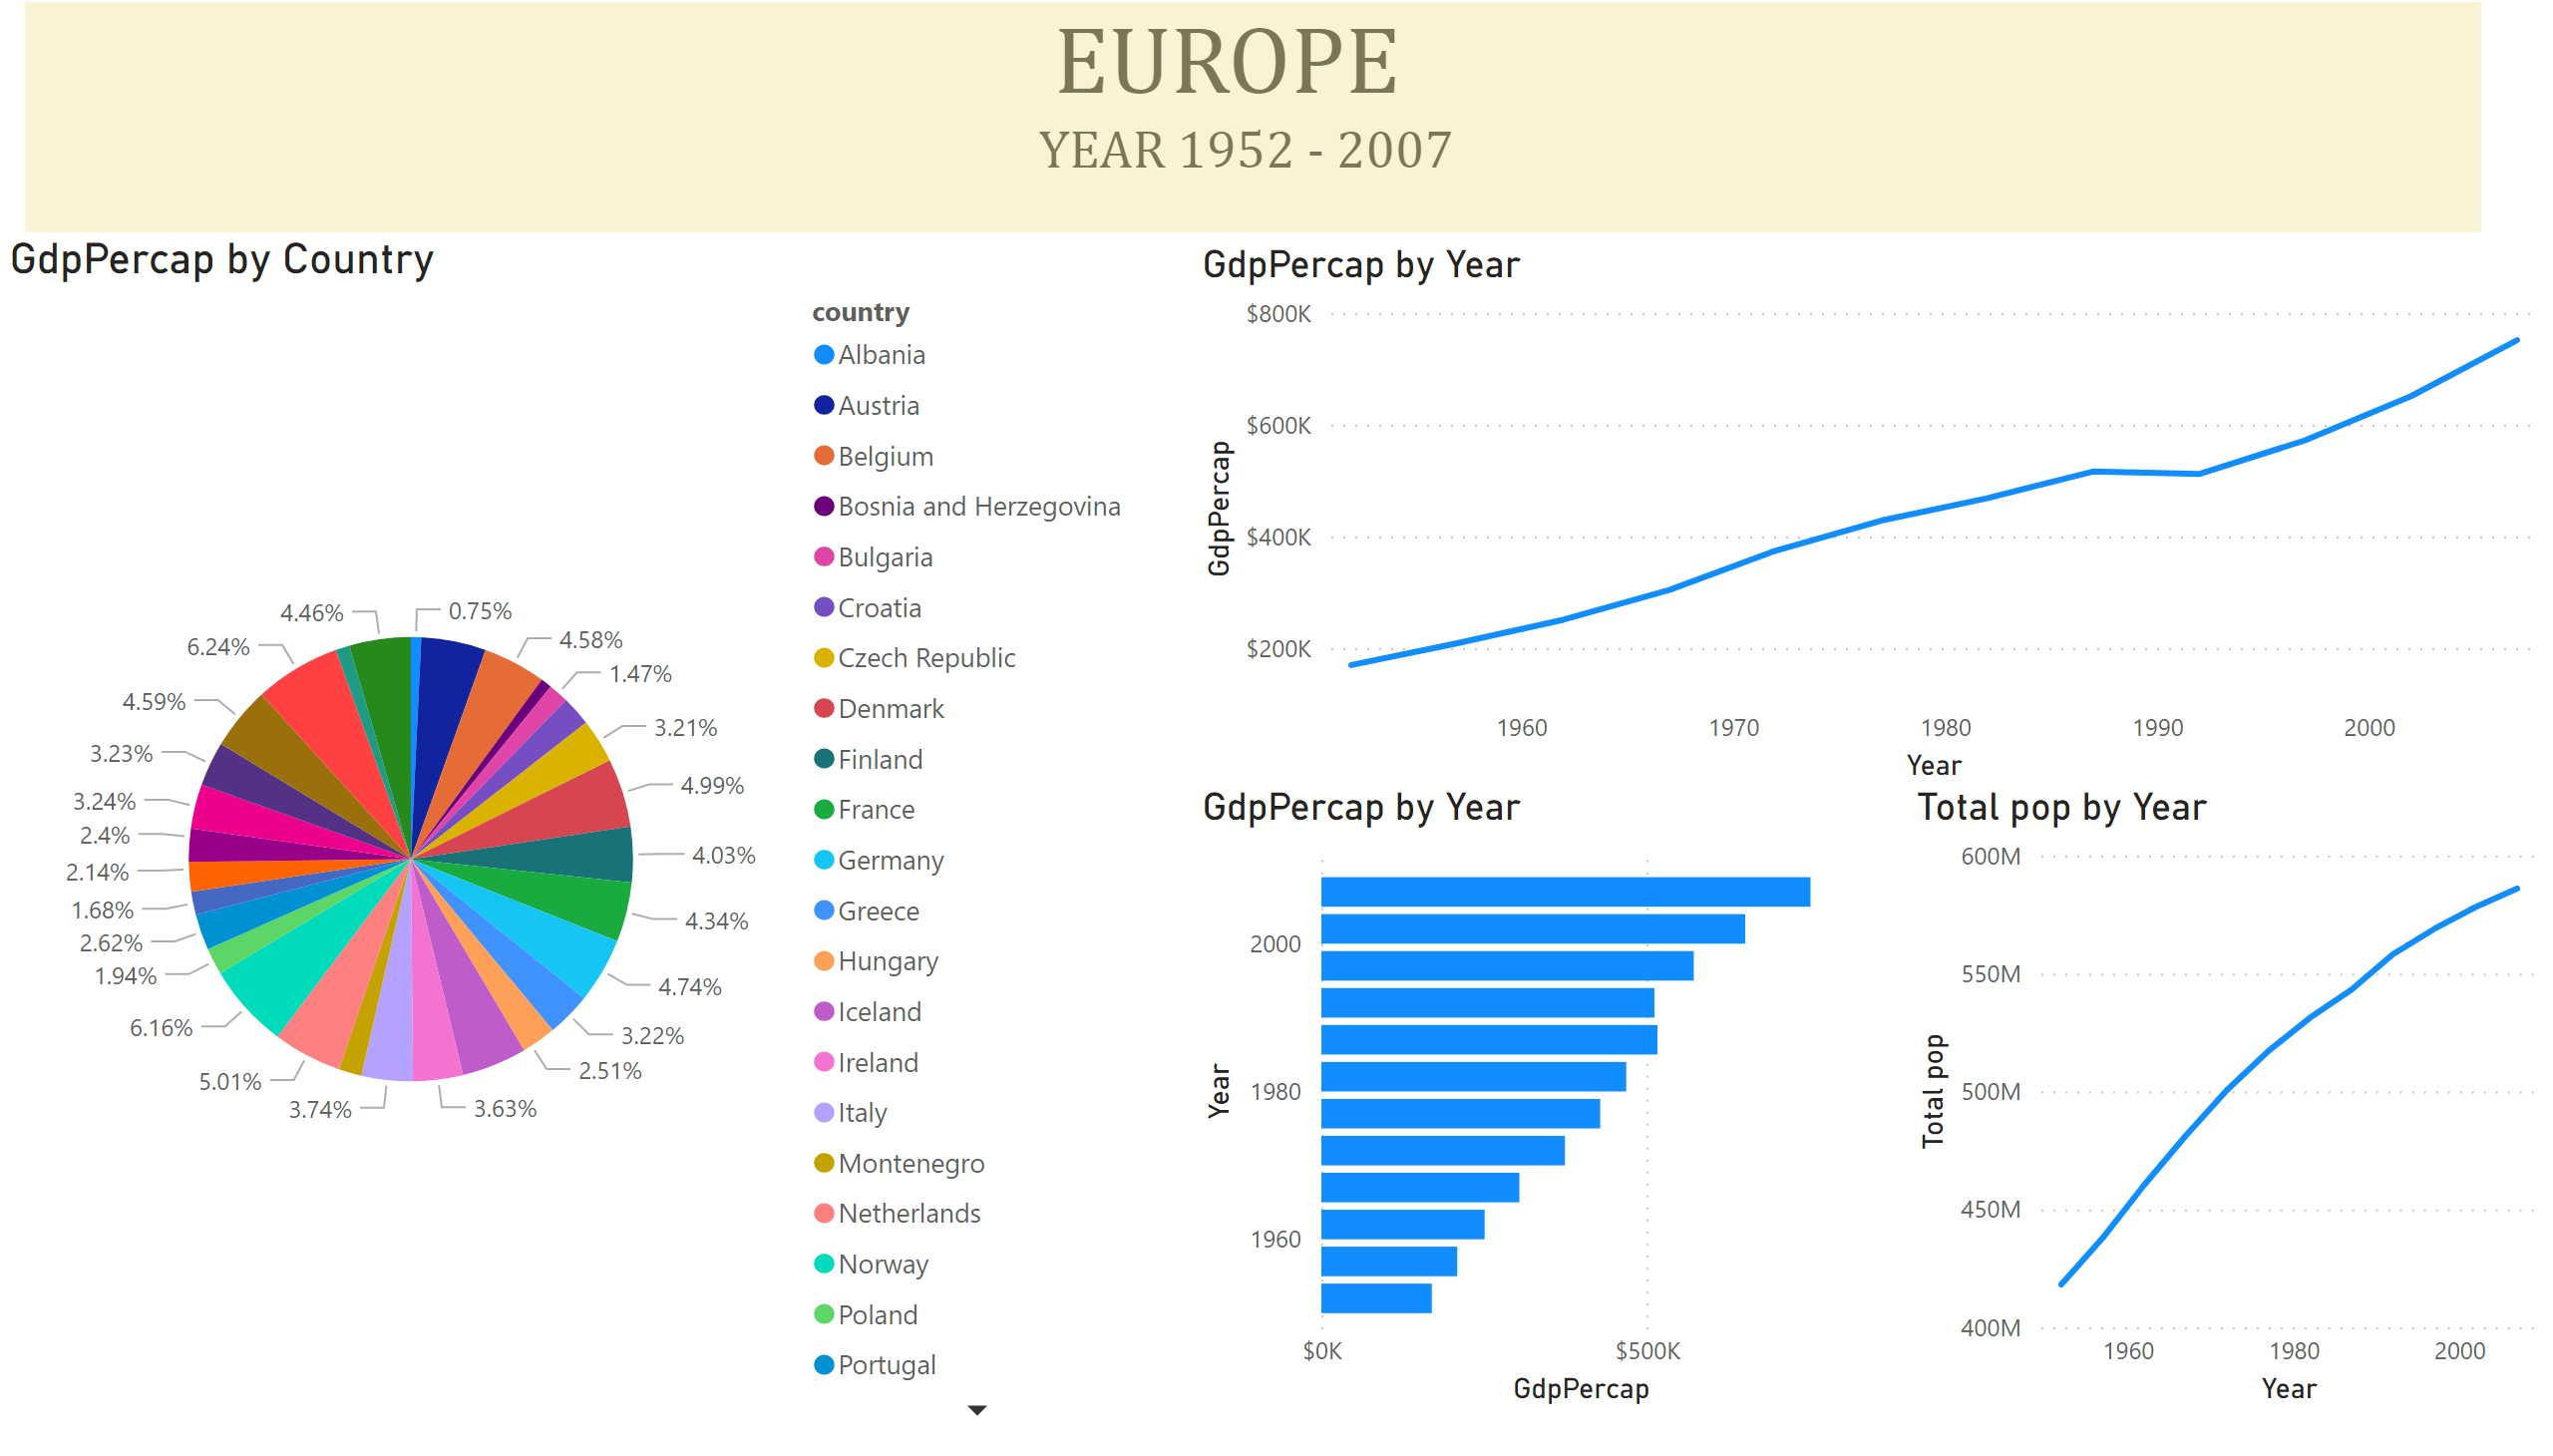 EUROPE
YEAR 1952 - 2007
GdpPercap by Country
4.46%
0.75%
6.24%
4.58%
1.47%
4.59%
3.21%
3.23%
4.99%
3.24%
2.4%
4.03%
2.14%
1.68%
4.34%
2.62%
1.94%
4.74%
6.16%
3.22%
5.01%
2.51%
3.74%
3.63%
country
Albania
Austria
Belgium
Bosnia and Herzegovina
Bulgaria
Croatia
Czech Republic
Denmark
Finland
France
Germany
Greece
Hungary
Iceland
Ireland
Italy
Montenegro
Netherlands
Norway
Poland
Portugal
GdpPercap by Year
$800K
$600K
$400K
$200K
GdpPercap
1960 1970 1980 1990 2000
Year
GdpPercap by Year
2000
1980
1960
Year
$0K $500K
GdpPercap
Total pop by Year
600M
550M
500M
450M
400M
Total pop
1960 1980 2000
Year